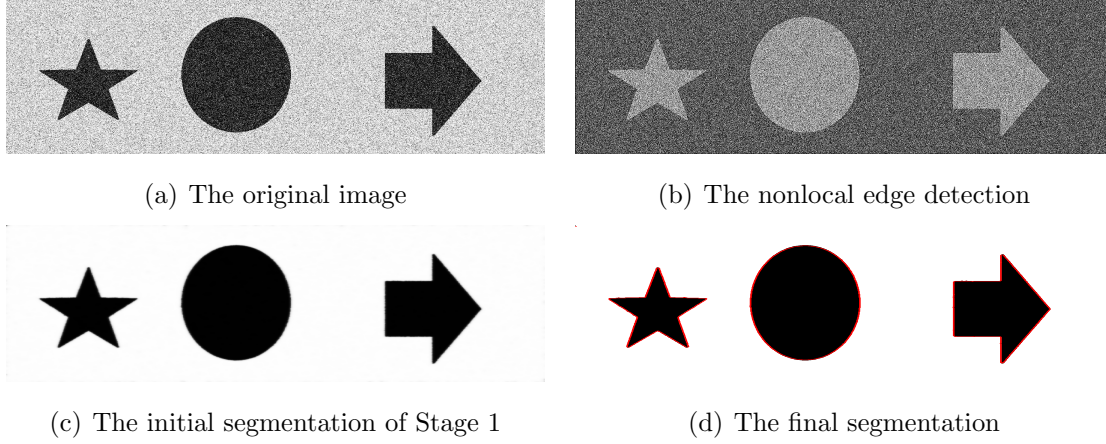 (a) The original image
(b) The nonlocal edge detection
(c) The initial segmentation of Stage 1
(d) The final segmentation